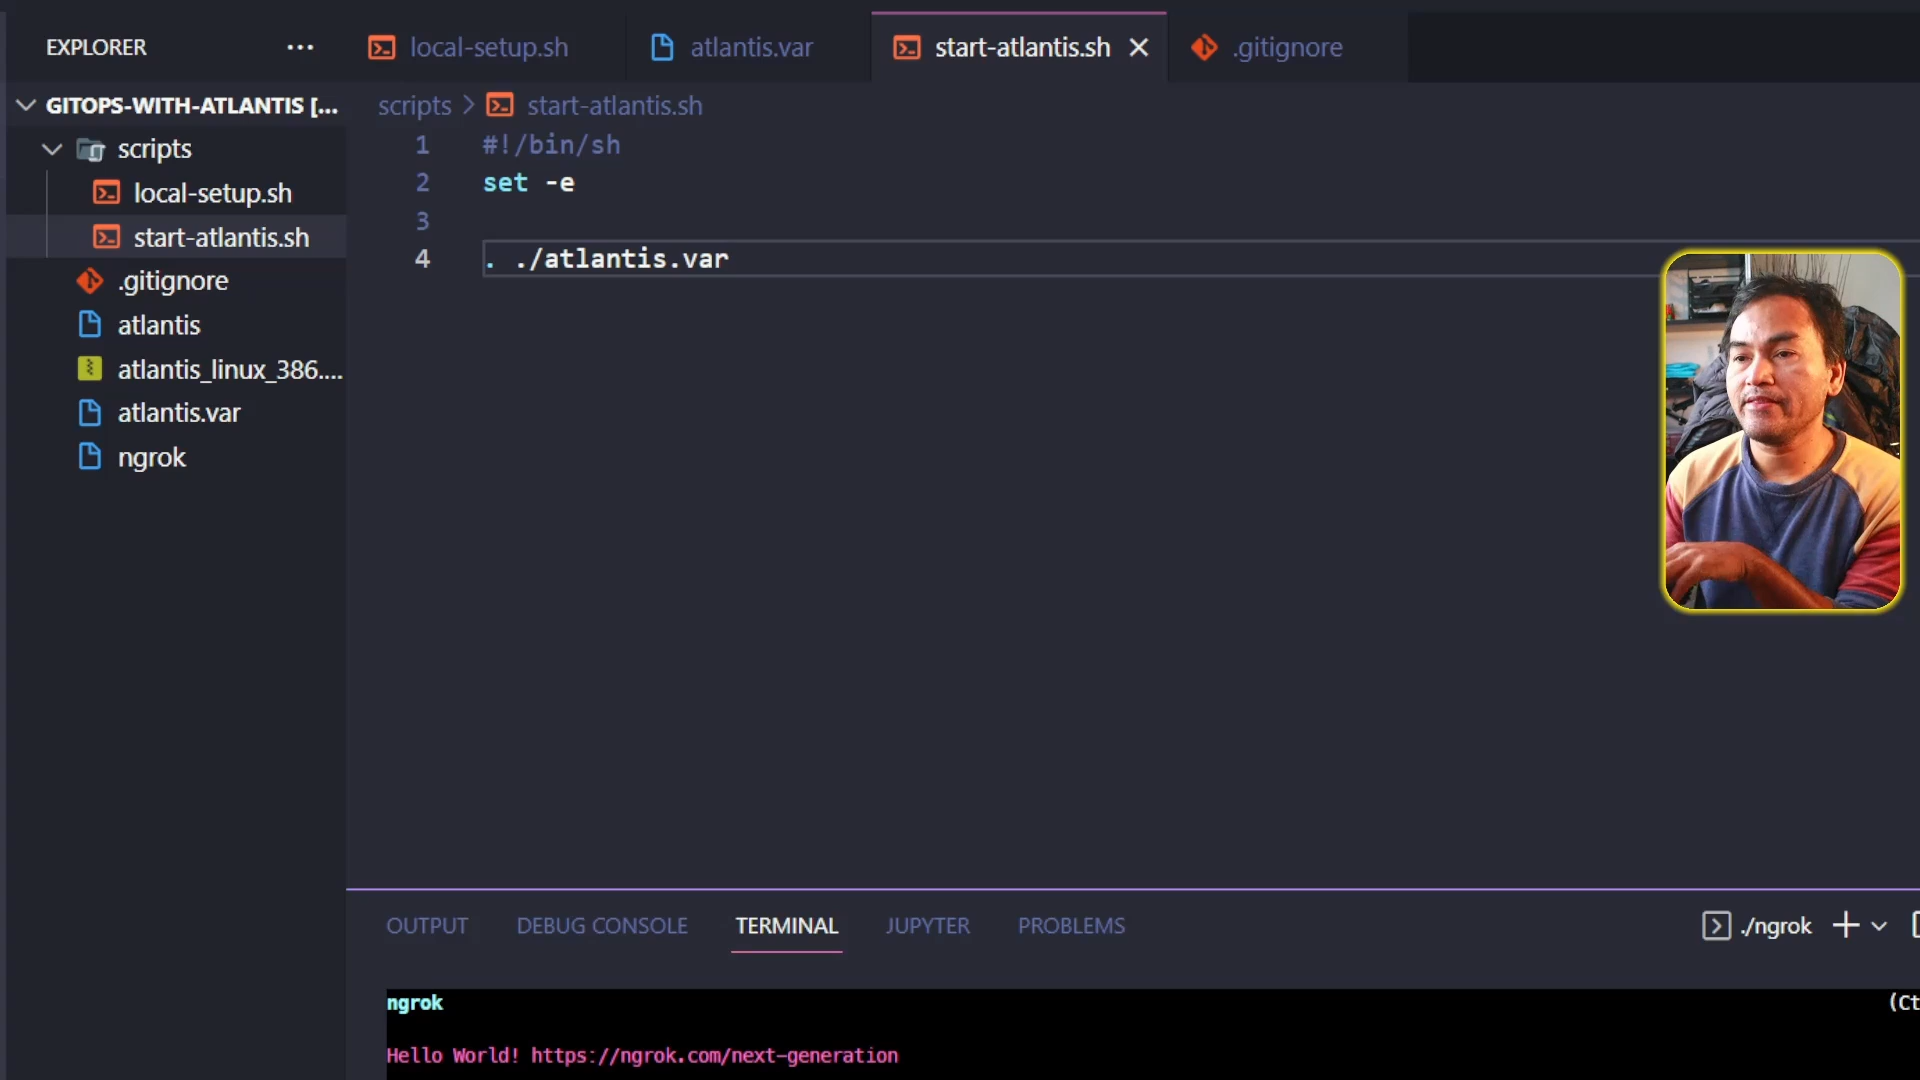 EXPLORER
local-setup.sh
atlantis.var
start-atlantis.sh
.gitignore
GITOPS-WITH-ATLANTIS [...
scripts
local-setup.sh
start-atlantis.sh
.gitignore
atlantis
atlantis_linux_386....
atlantis.var
ngrok
scripts > start-atlantis.sh
1 #!/bin/sh
2 set -e
3
4 . ./atlantis.var
OUTPUT
DEBUG CONSOLE
TERMINAL
JUPYTER
PROBLEMS
./ngrok
ngrok
(Ct
Hello World! https://ngrok.com/next-generation